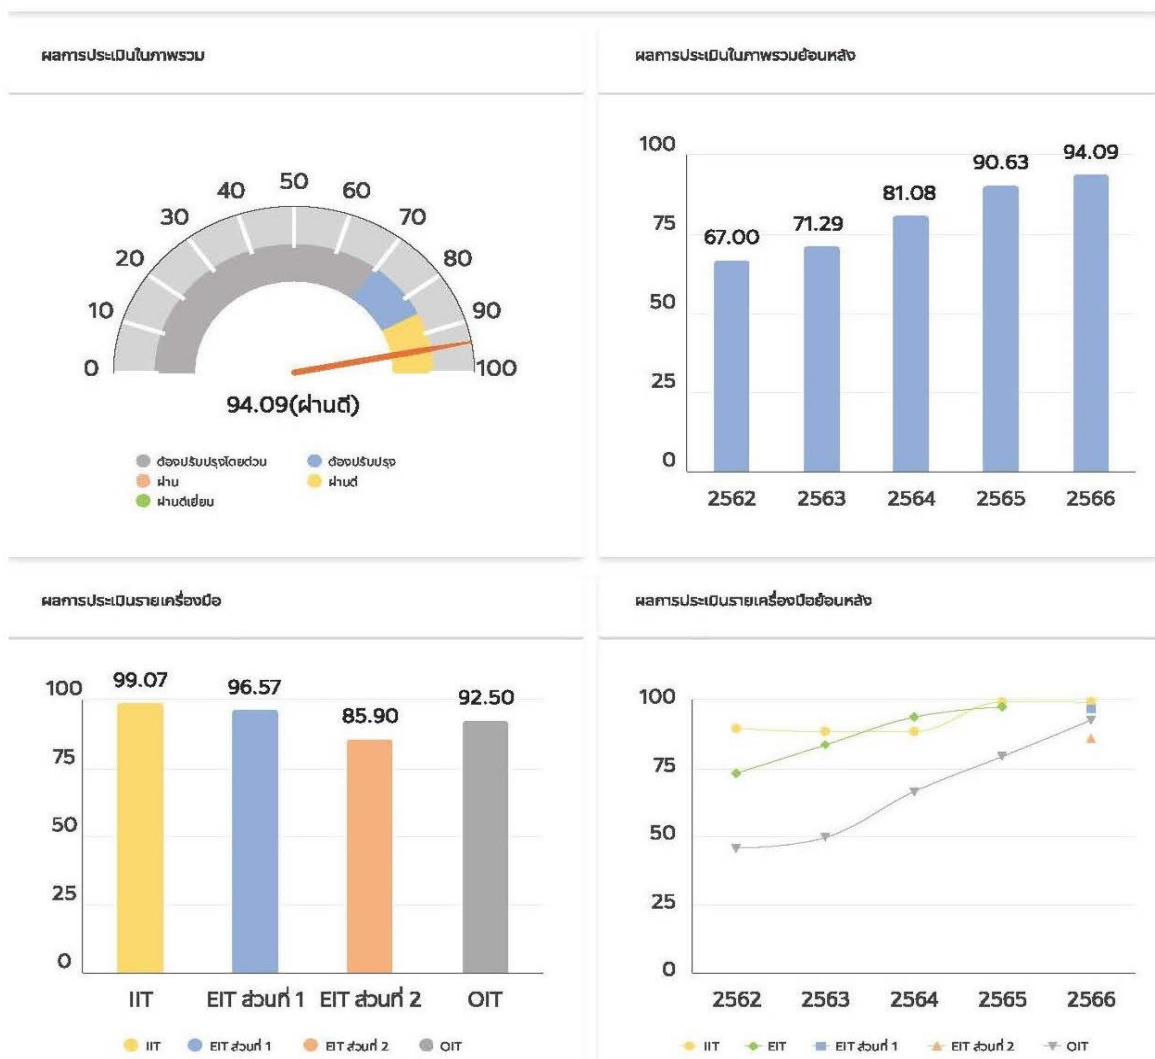 ผลการประเมินในภาพรวม
0
10
20
30
40
50
60
70
80
90
100
94.09(ผ่านดี)
ต้องปรับปรุงโดยด่วน ต้องปรับปรุง
ผ่าน ผ่านดี
ผ่านดีเยี่ยม
ผลการประเมินในภาพรวมย้อนหลัง
100
75
50
25
0
67.00
71.29
81.08
90.63
94.09
2562 2563 2564 2565 2566
ผลการประเมินรายเครื่องมือ
100
75
50
25
0
99.07
96.57
85.90
92.50
IIT EIT ส่วนที่ 1 EIT ส่วนที่ 2 OIT
IIT EIT ส่วนที่ 1 EIT ส่วนที่ 2 OIT
ผลการประเมินรายเครื่องมือย้อนหลัง
100
75
50
25
0
2562 2563 2564 2565 2566
IIT EIT EIT ส่วนที่ 1 EIT ส่วนที่ 2 OIT